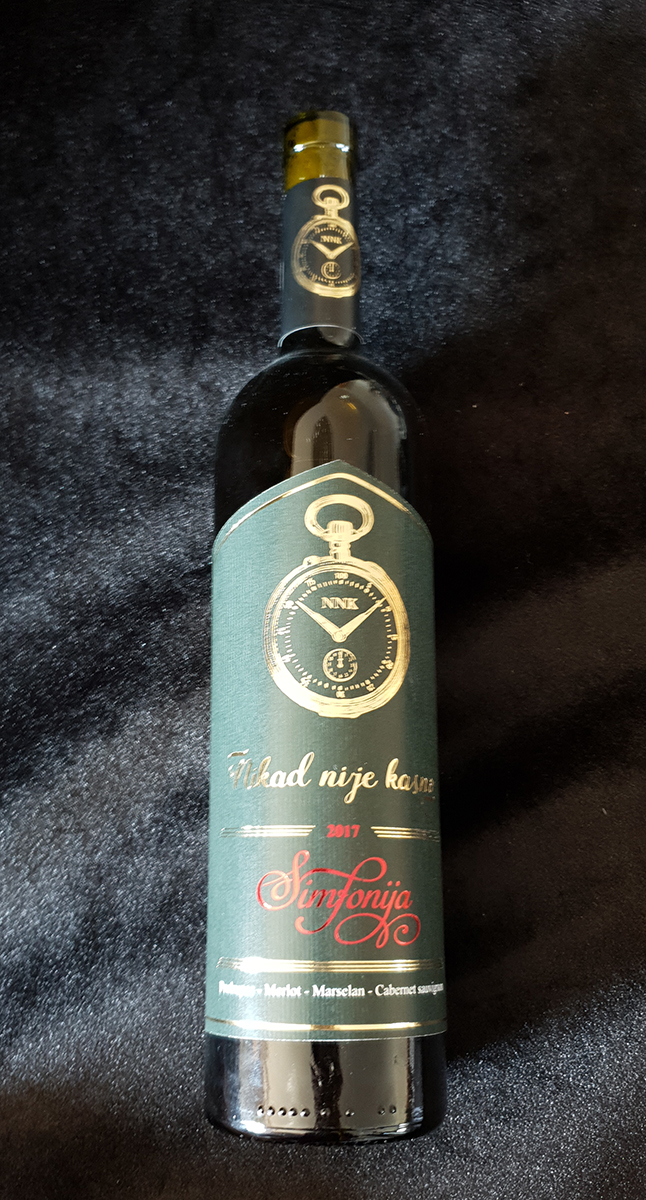 NNK
NNK
Nikad nije kasno
2017
Simfonija
- Merlot - Marselan - Cabernet sauvignon